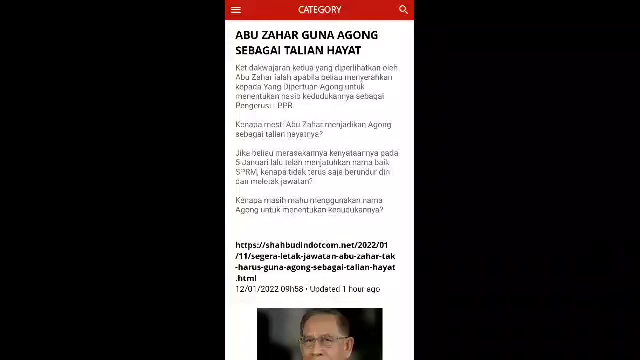 CATEGORY
ABU ZAHAR GUNA AGONG
SEBAGAI TALIAN HAYAT
Ketidakwajaran kedua yang diperlihatkan oleh
Abu Zahar ialah apabila beliau menyerahkan
kepada Yang Dipertuan Agong untuk
menentukan nasib kedudukannya sebagai
Pengerusi LPPR.
Kenapa mesti Abu Zahar menjadikan Agong
sebagai talian hayatnya?
Jika beliau merasakannya kenyataannya pada
5 Januari lalu telah menjatuhkan nama baik
SPRM, kenapa tidak terus saja berundur diri
dan meletak jawatan?
Kenapa masih mahu menggunakan nama
Agong untuk menentukan kedudukannya?
https://shahbudindotcom.net/2022/01
/11/segera-letak-jawatan-abu-zahar-tak
-harus-guna-agong-sebagai-talian-hayat
.html
12/01/2022 09h58 • Updated 1 hour ago